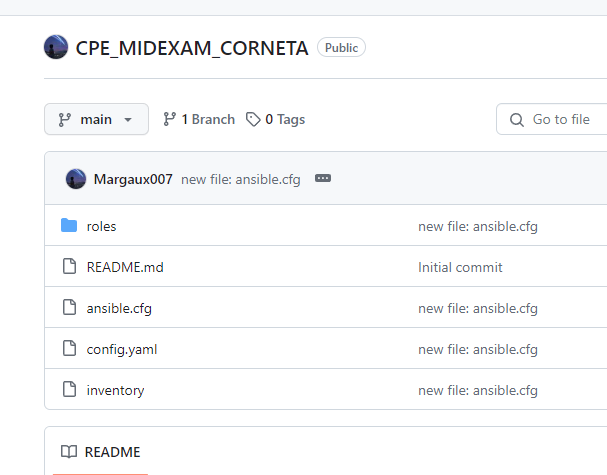 CPE_MIDEXAM_CORNETA Public
main 1 Branch 0 Tags Go to file
Margaux007 new file: ansible.cfg
roles new file: ansible.cfg
README.md Initial commit
ansible.cfg new file: ansible.cfg
config.yaml new file: ansible.cfg
inventory new file: ansible.cfg
README